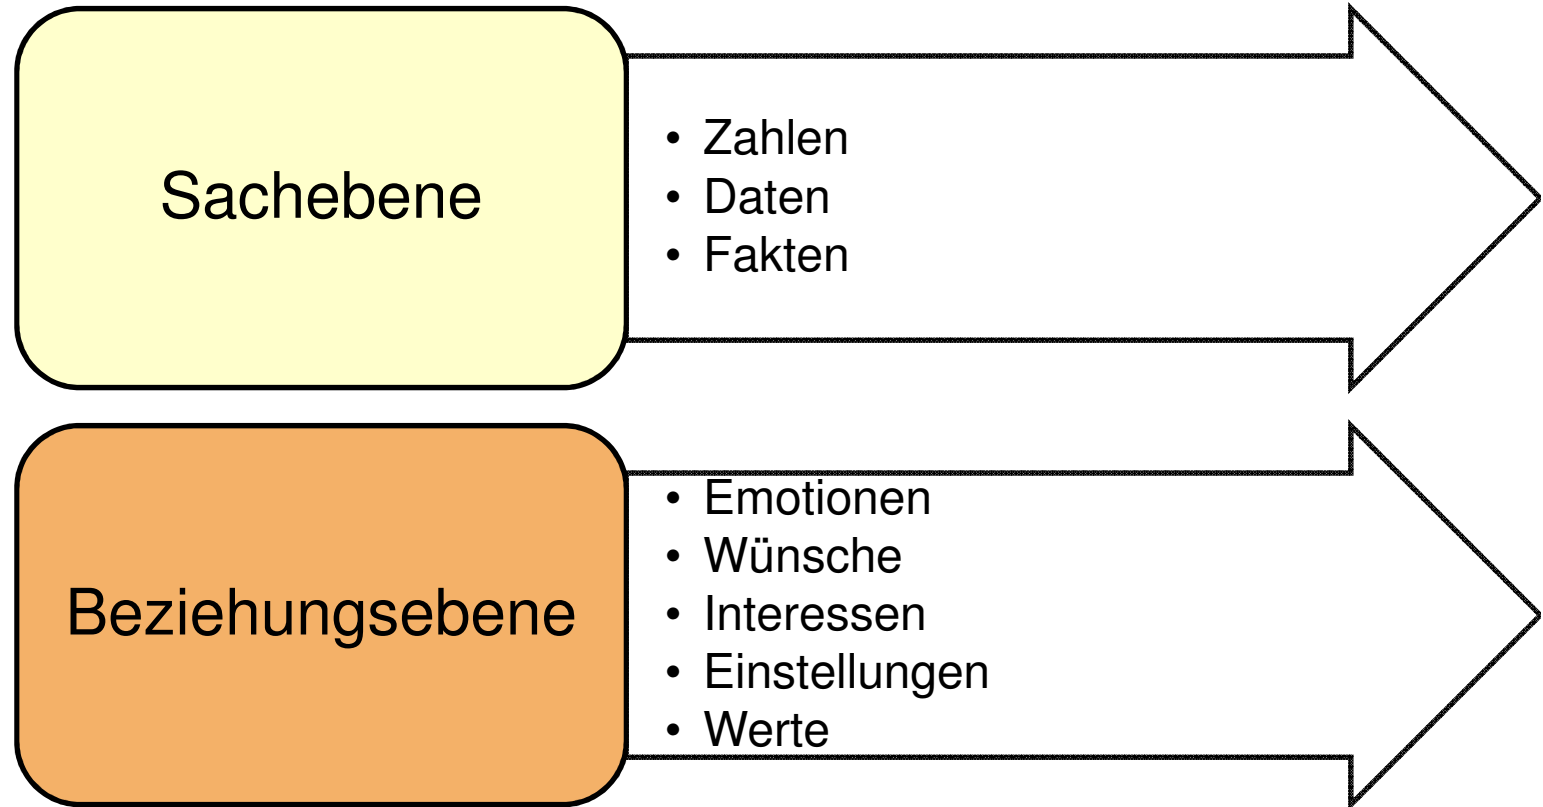 Sachebene
• Zahlen
• Daten
• Fakten
Beziehungsebene
• Emotionen
• Wünsche
• Interessen
• Einstellungen
• Werte